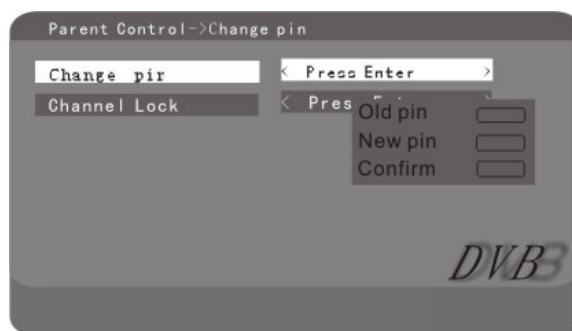 Parent Control->Change pin
Change pir < Press Enter >
Channel Lock < Pres
Old pin
New pin
Confirm
DVB